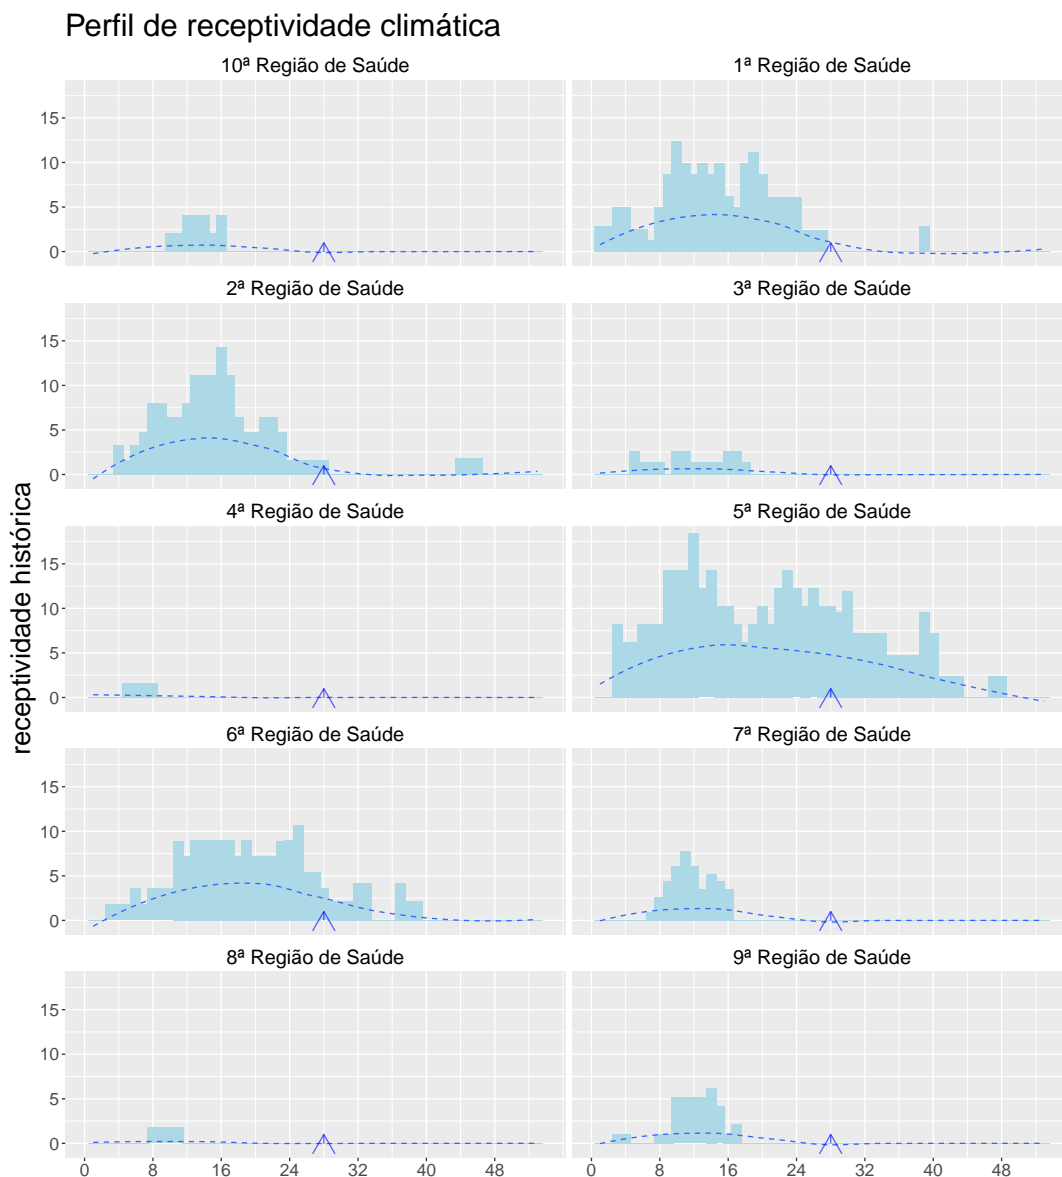 Perfil de receptividade climática
10ª Região de Saúde
1ª Região de Saúde
15
10
5
0
2ª Região de Saúde
3ª Região de Saúde
15
10
5
0
4ª Região de Saúde
5ª Região de Saúde
15
10
5
0
6ª Região de Saúde
7ª Região de Saúde
15
10
5
0
8ª Região de Saúde
9ª Região de Saúde
15
10
5
0
receptividade histórica
0 8 16 24 32 40 48 0 8 16 24 32 40 48